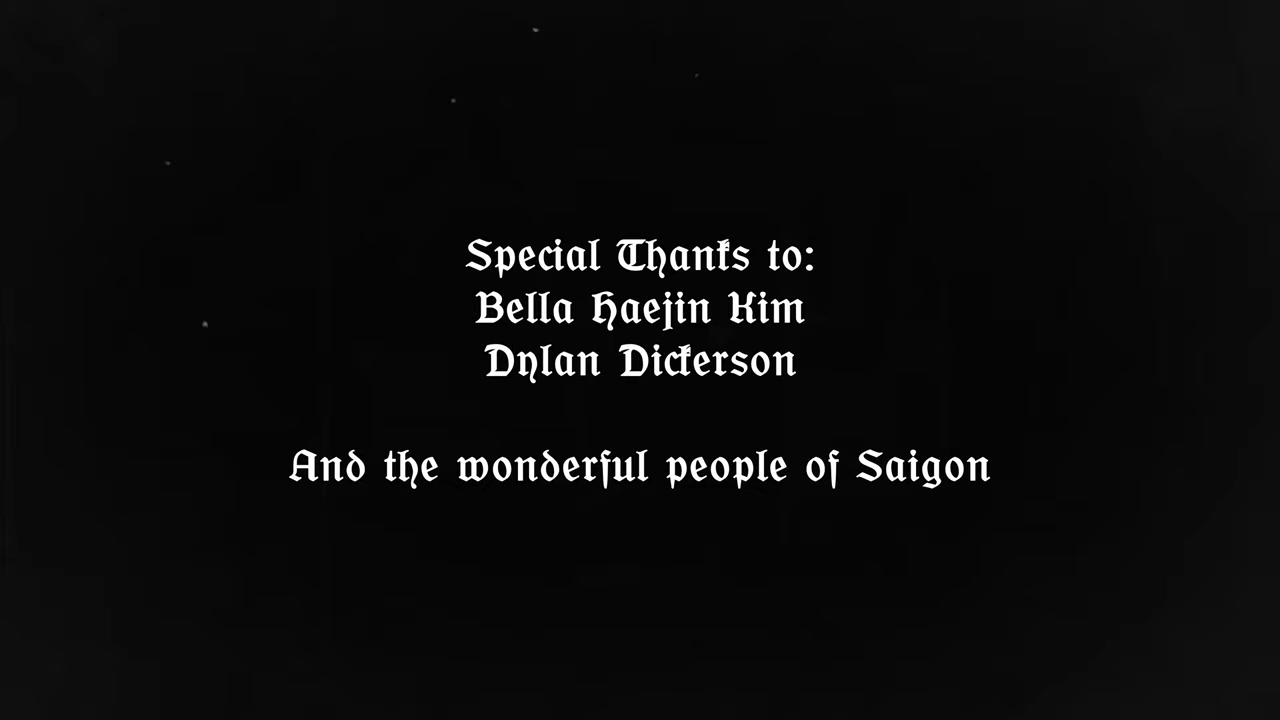 Special Thanks to:
Bella Haejin Kim
Dylan Dickerson
And the wonderful people of Saigon